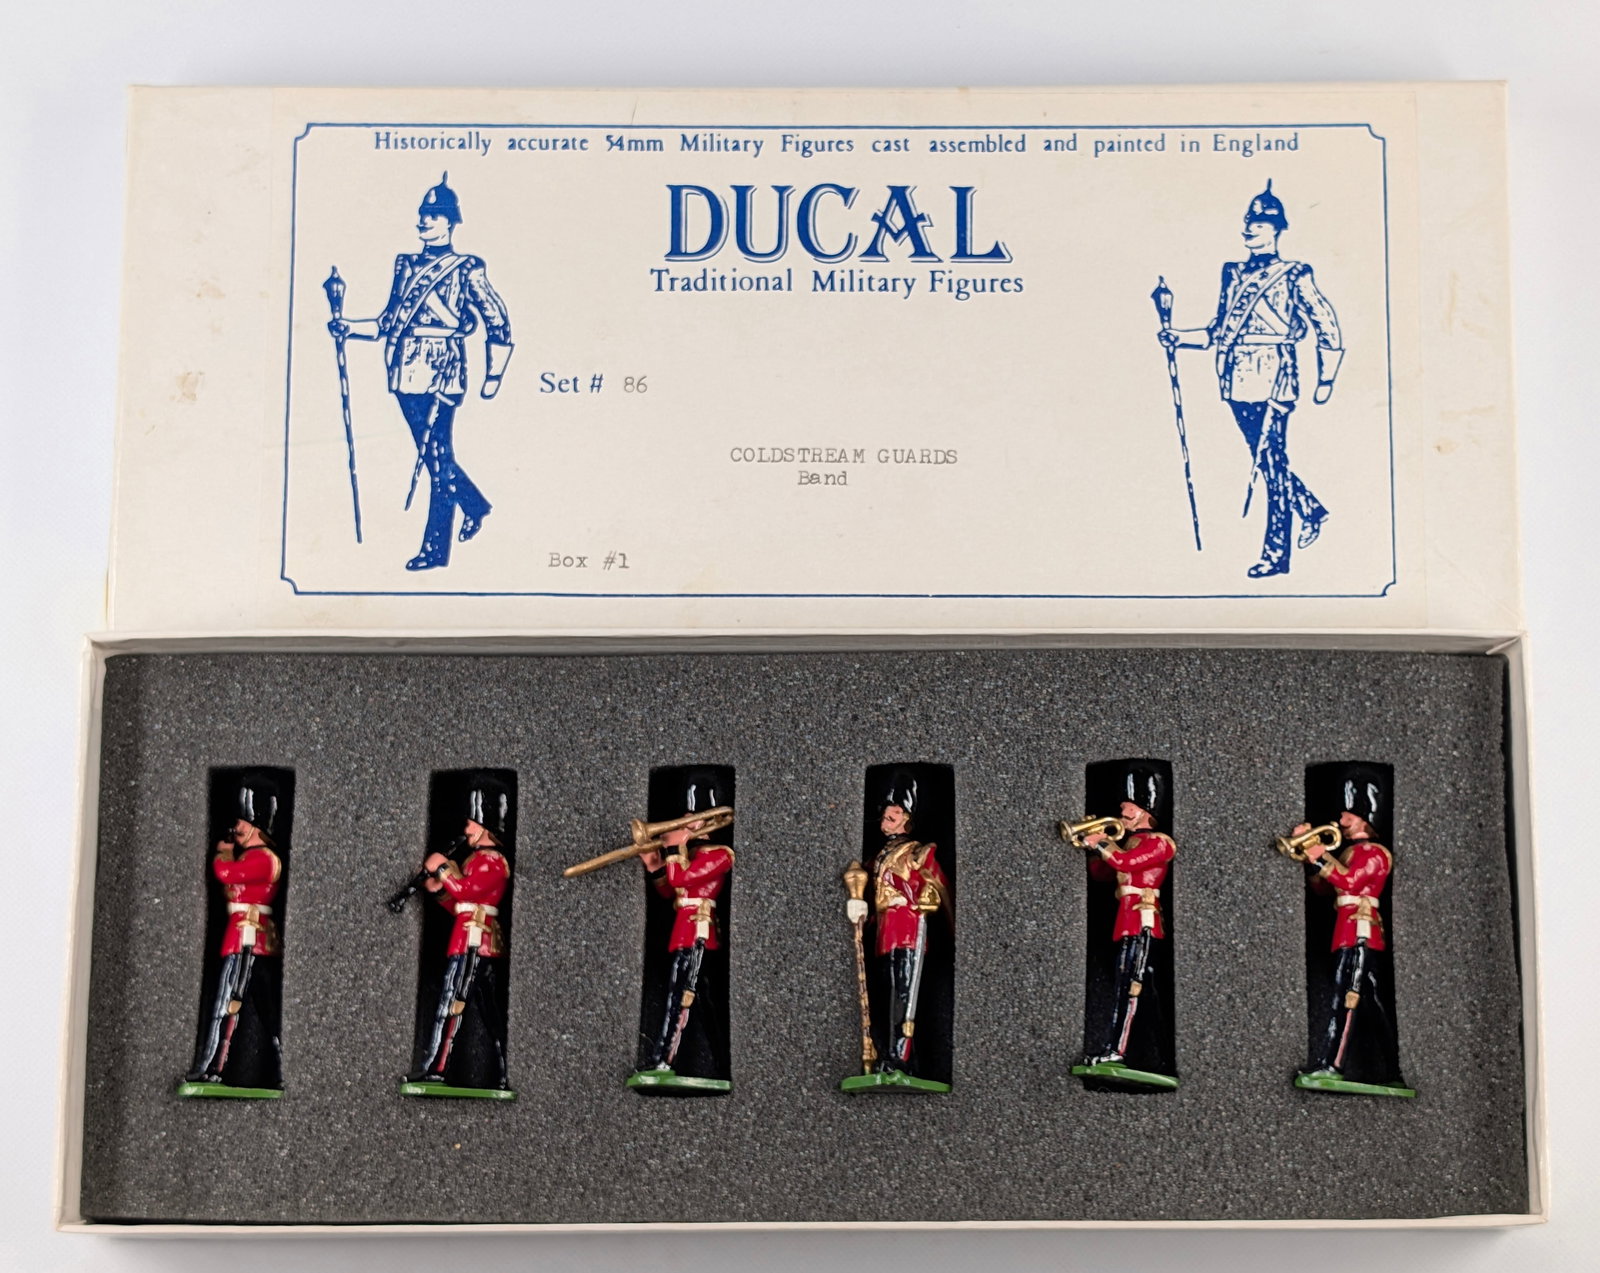 Historically accurate 54mm Military Figures cast assembled and painted in England
DUCAL
Traditional Military Figures
Set # 86
COLDSTREAM GUARDS
Band
Box #1